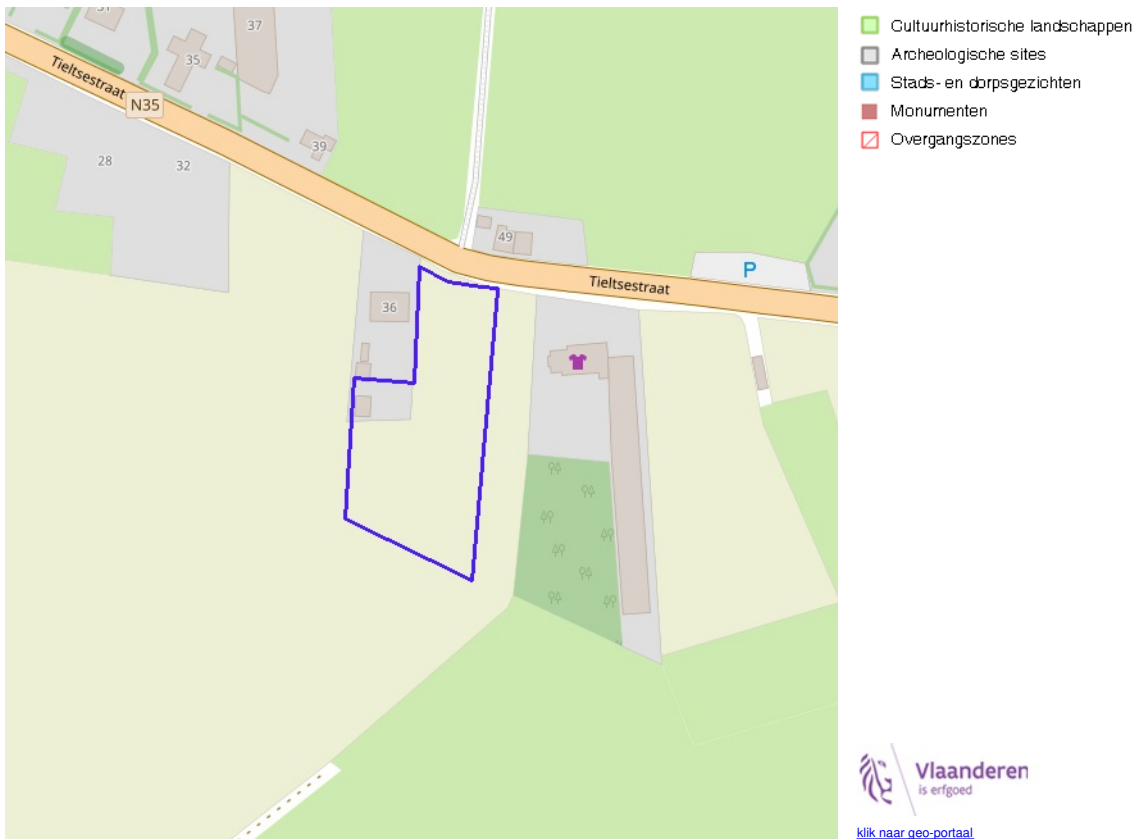 31
37
35
Tieltsestraat
N35
39
28
32
49
P
Tieltsestraat
36
Cultuurhistorische landschappen
Archeologische sites
Stads- en dorpsgezichten
Monumenten
Overgangszones
Vlaanderen
is erfgoed
klik naar geo-portaal